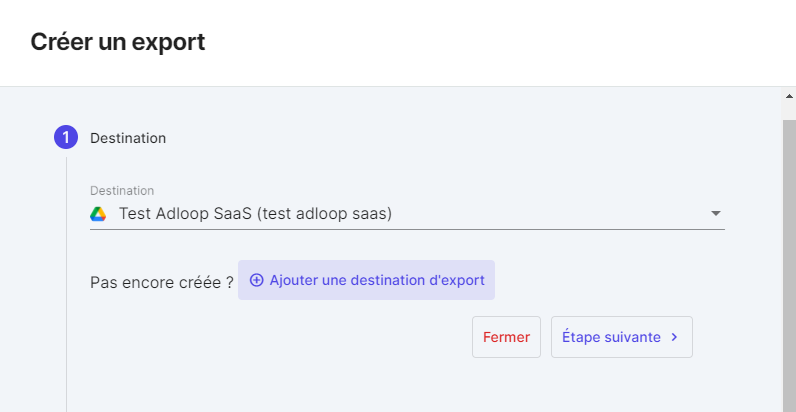 Créer un export
1 Destination
Destination
Test Adloop SaaS (test adloop saas)
Pas encore créée ? Ajouter une destination d'export
Fermer Étape suivante